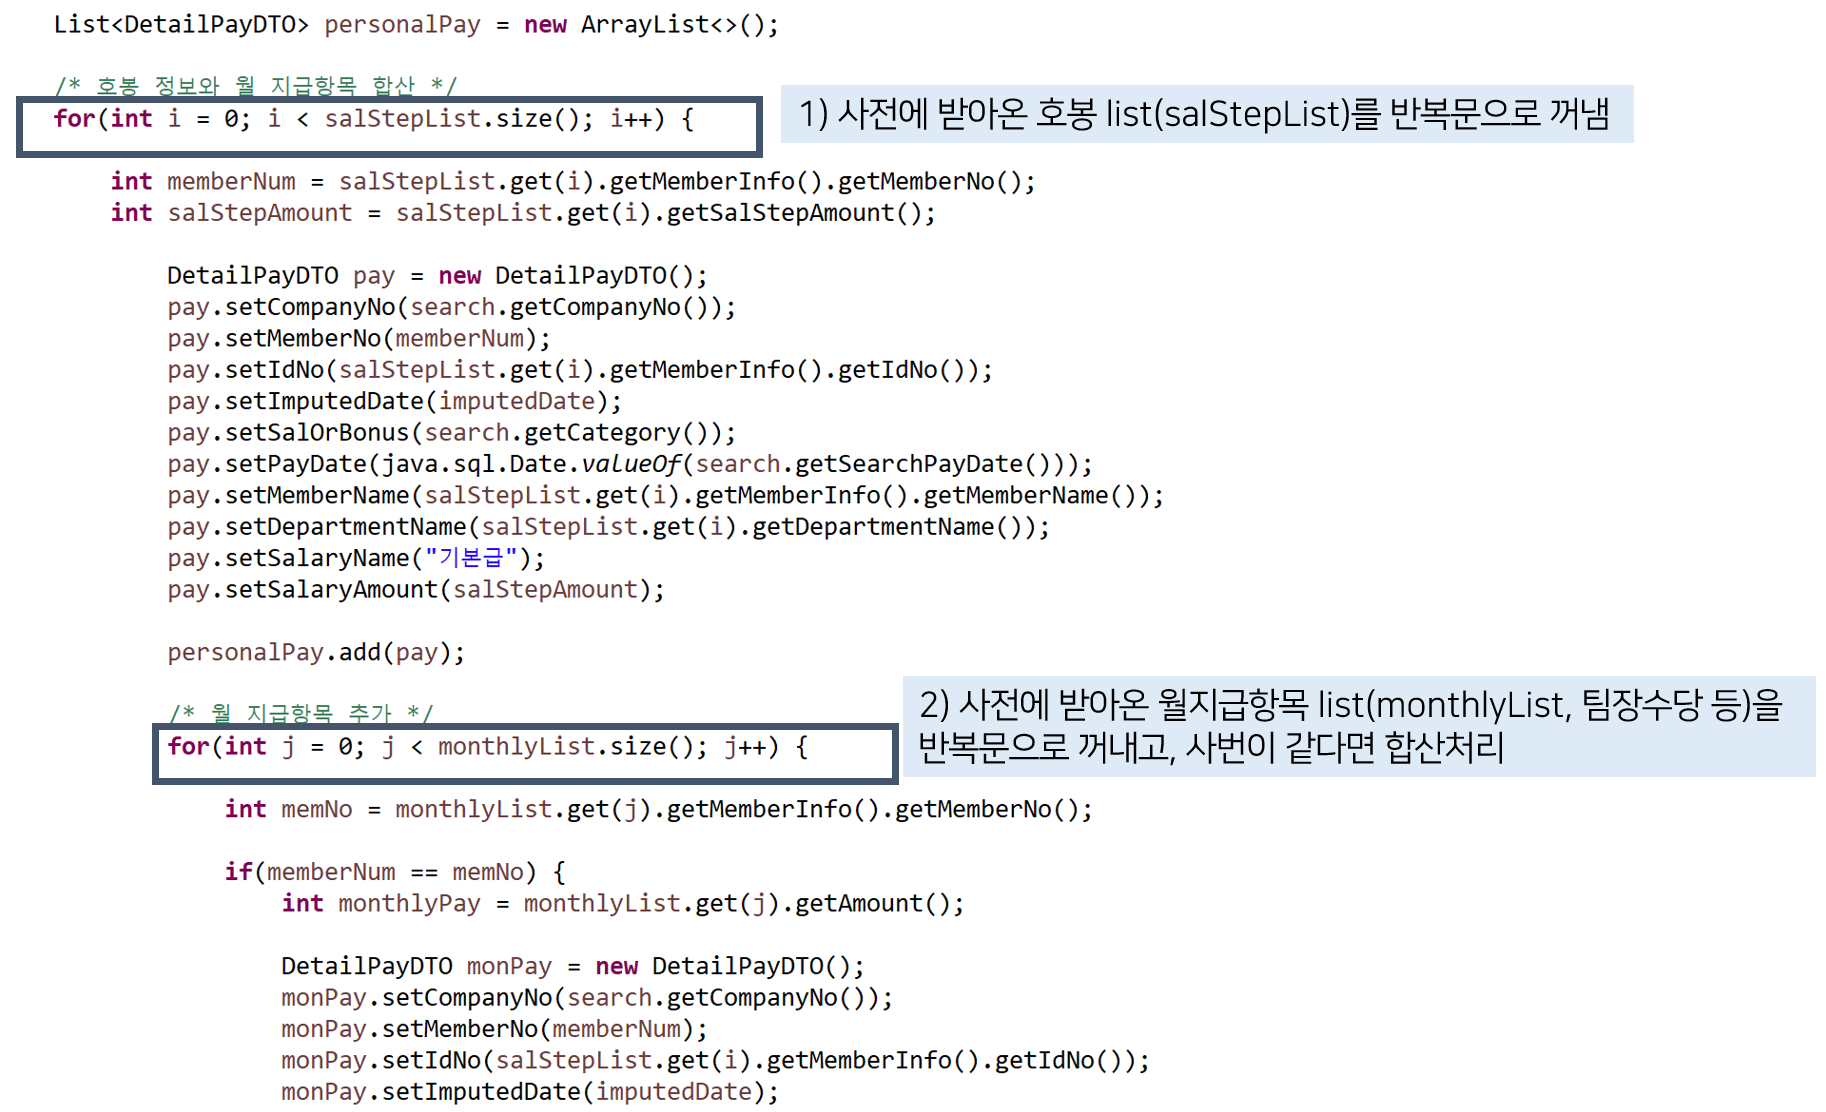 List<DetailPayDTO> personalPay = new ArrayList<>();
/* 호봉 정보와 월 지급항목 합산 */
for(int i = 0; i < salStepList.size(); i++) {
1) 사전에 받아온 호봉 list(salStepList)를 반복문으로 꺼냄
int memberNum = salStepList.get(i).getMemberInfo().getMemberNo();
int salStepAmount = salStepList.get(i).getSalStepAmount();
DetailPayDTO pay = new DetailPayDTO();
pay.setCompanyNo(search.getCompanyNo());
pay.setMemberNo(memberNum);
pay.setIdNo(salStepList.get(i).getMemberInfo().getIdNo());
pay.setImputedDate(imputedDate);
pay.setSalOrBonus(search.getCategory());
pay.setPayDate(java.sql.Date.valueOf(search.getSearchPayDate()));
pay.setMemberName(salStepList.get(i).getMemberInfo().getMemberName());
pay.setDepartmentName(salStepList.get(i).getDepartmentName());
pay.setSalaryName("기본급");
pay.setSalaryAmount(salStepAmount);
personalPay.add(pay);
/* 월 지급항목 추가 */
for(int j = 0; j < monthlyList.size(); j++) {
2) 사전에 받아온 월지급항목 list(monthlyList, 팀장수당 등)을
반복문으로 꺼내고, 사번이 같다면 합산처리
int memNo = monthlyList.get(j).getMemberInfo().getMemberNo();
if(memberNum == memNo) {
int monthlyPay = monthlyList.get(j).getAmount();
DetailPayDTO monPay = new DetailPayDTO();
monPay.setCompanyNo(search.getCompanyNo());
monPay.setMemberNo(memberNum);
monPay.setIdNo(salStepList.get(i).getMemberInfo().getIdNo());
monPay.setImputedDate(imputedDate);